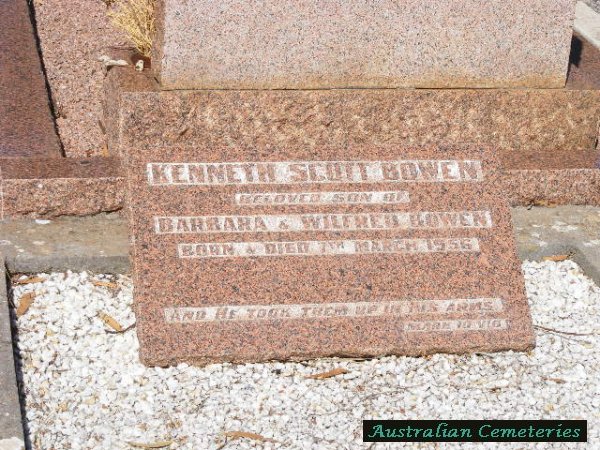 KENNETH SCOTT BOWEN
BELOVED SON OF
BARBARA & WILFRED BOWEN
BORN & DIED MARCH 1956
AND HE TOOK THEM UP IN HIS ARMS
MARK 10 V16
Australian Cemeteries